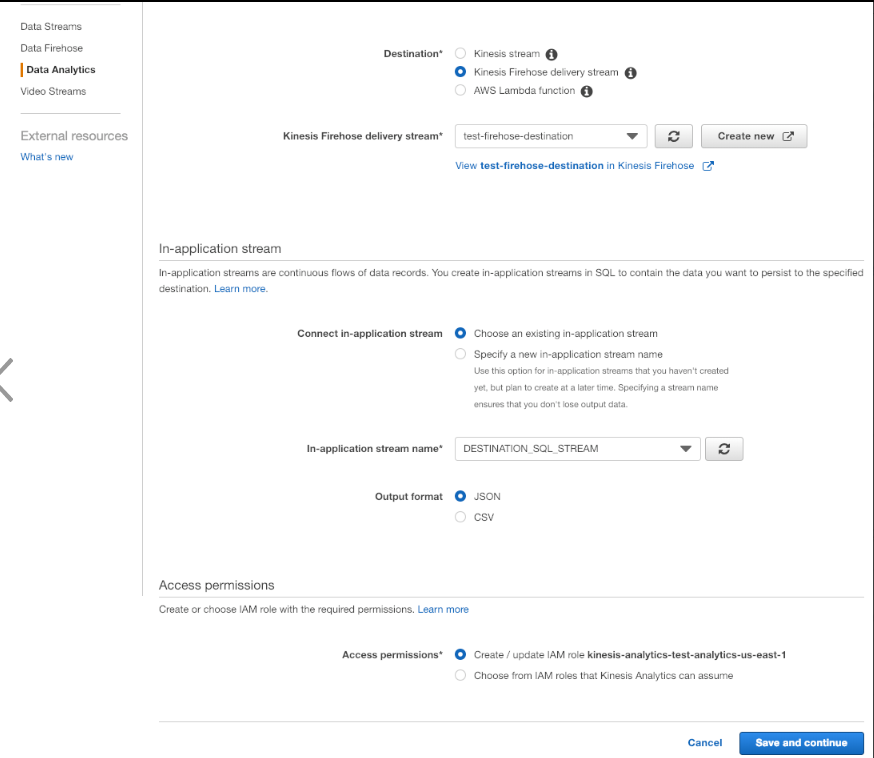 Data Streams
Data Firehose
Data Analytics
Video Streams
External resources
What's new
Destination*
Kinesis stream
Kinesis Firehose delivery stream
AWS Lambda function
Kinesis Firehose delivery stream*
test-firehose-destination
Create new
View test-firehose-destination in Kinesis Firehose
In-application stream
In-application streams are continuous flows of data records. You create in-application streams in SQL to contain the data you want to persist to the specified
destination. Learn more.
Connect in-application stream
Choose an existing in-application stream
Specify a new in-application stream name
Use this option for in-application streams that you haven't created
yet, but plan to create at a later time. Specifying a stream name
ensures that you don't lose output data.
In-application stream name*
DESTINATION_SQL_STREAM
Output format
JSON
CSV
Access permissions
Create or choose IAM role with the required permissions. Learn more
Access permissions*
Create / update IAM role kinesis-analytics-test-analytics-us-east-1
Choose from IAM roles that Kinesis Analytics can assume
Cancel
Save and continue